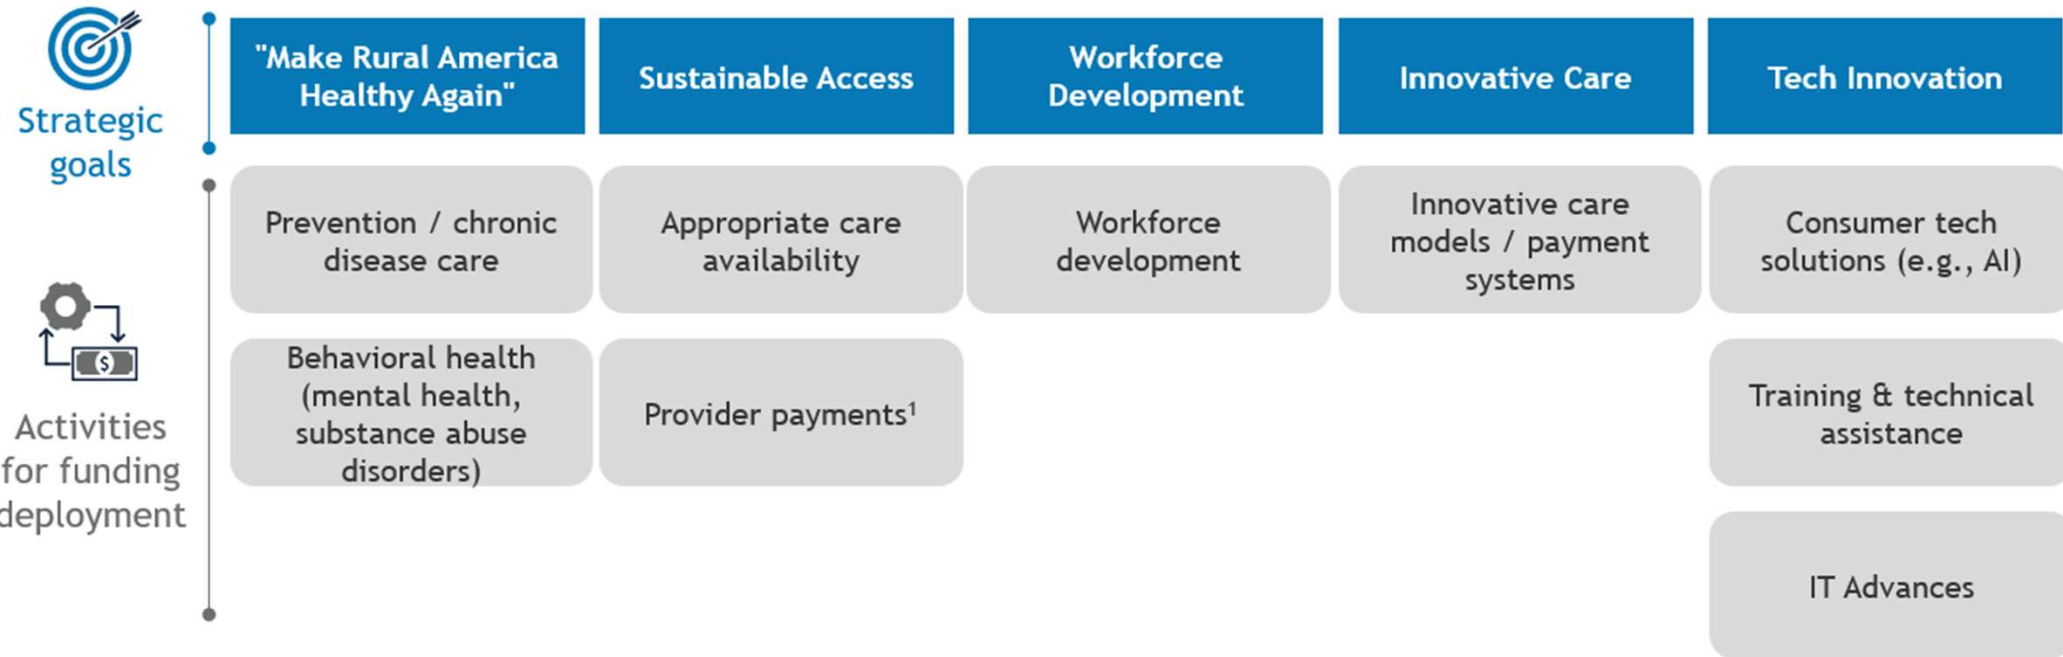 Strategic
goals
"Make Rural America
Healthy Again"
Sustainable Access
Workforce
Development
Innovative Care
Tech Innovation
Activities
for funding
deployment
Prevention / chronic
disease care
Appropriate care
availability
Workforce
development
Innovative care
models / payment
systems
Consumer tech
solutions (e.g., AI)
Behavioral health
(mental health,
substance abuse
disorders)
Provider payments¹
Training & technical
assistance
IT Advances
$